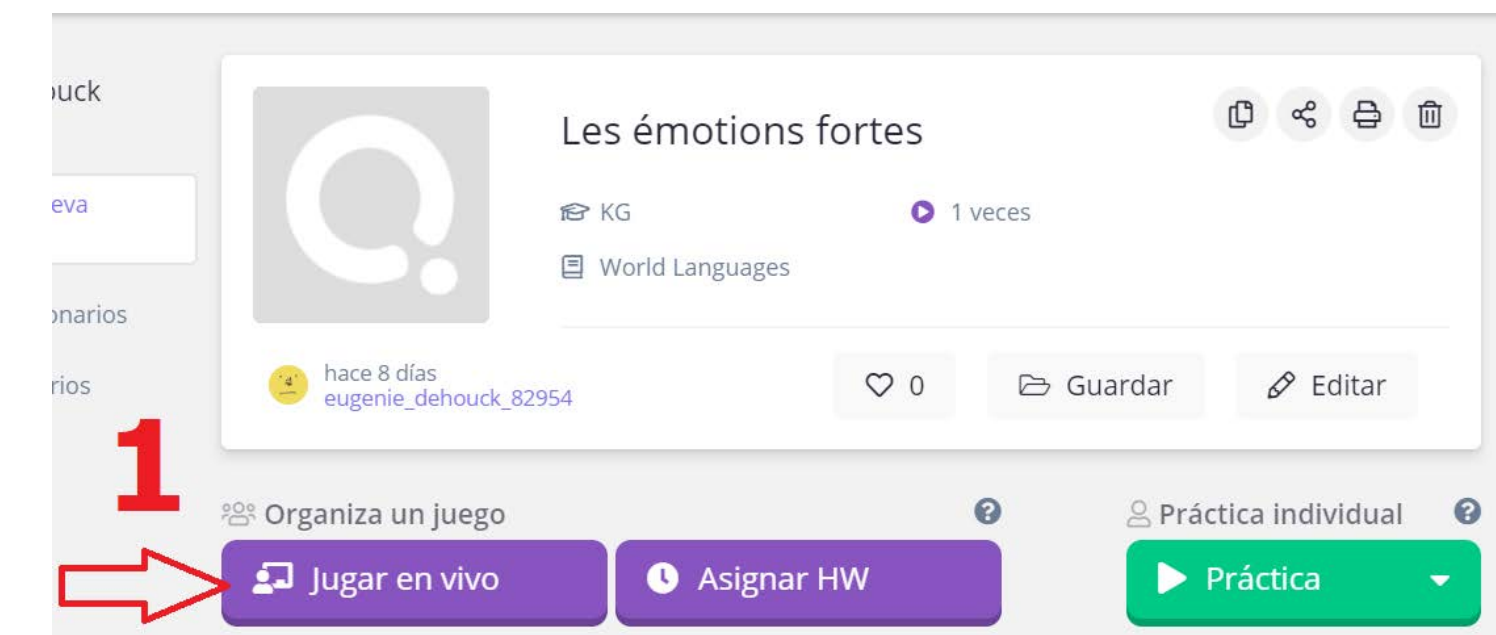 ouck
Les émotions fortes
eva
KG
1 veces
World Languages
onarios
rios
hace 8 días
eugenie_dehouck_82954
0
Guardar
Editar
1
Organiza un juego
Práctica individual
Jugar en vivo
Asignar HW
Práctica